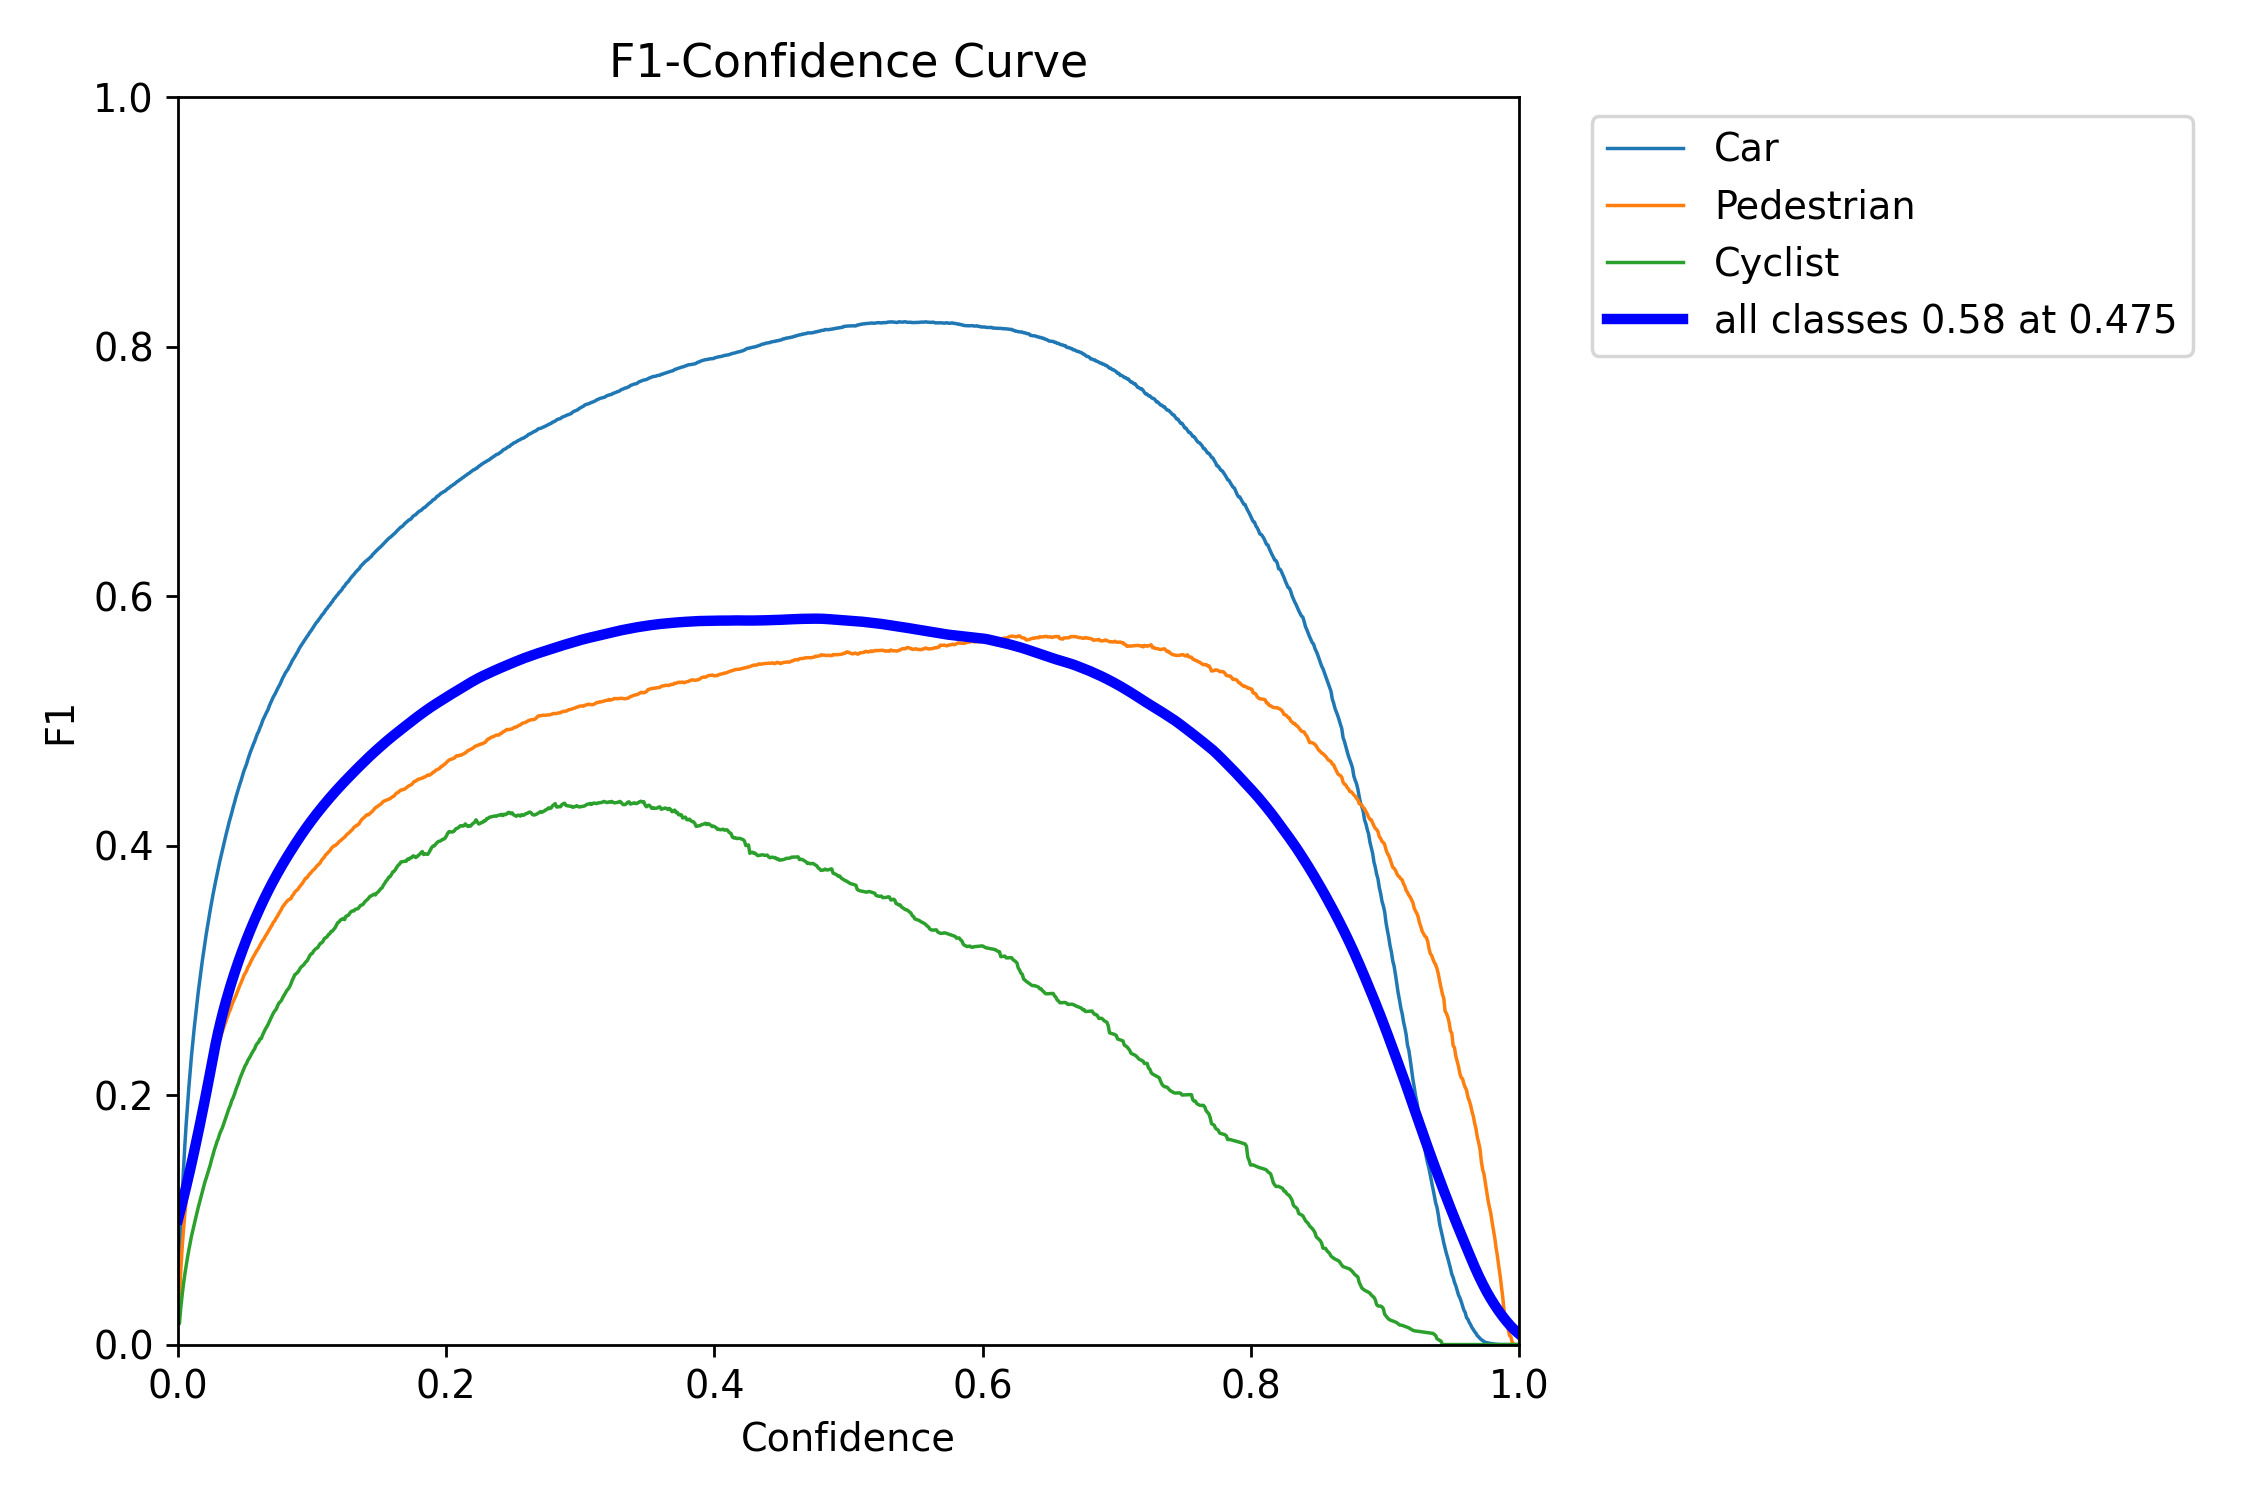 F1-Confidence Curve
1.0
0.8
0.6
0.4
0.2
0.0
F1
0.0 0.2 0.4 0.6 0.8 1.0
Confidence
Car
Pedestrian
Cyclist
all classes 0.58 at 0.475